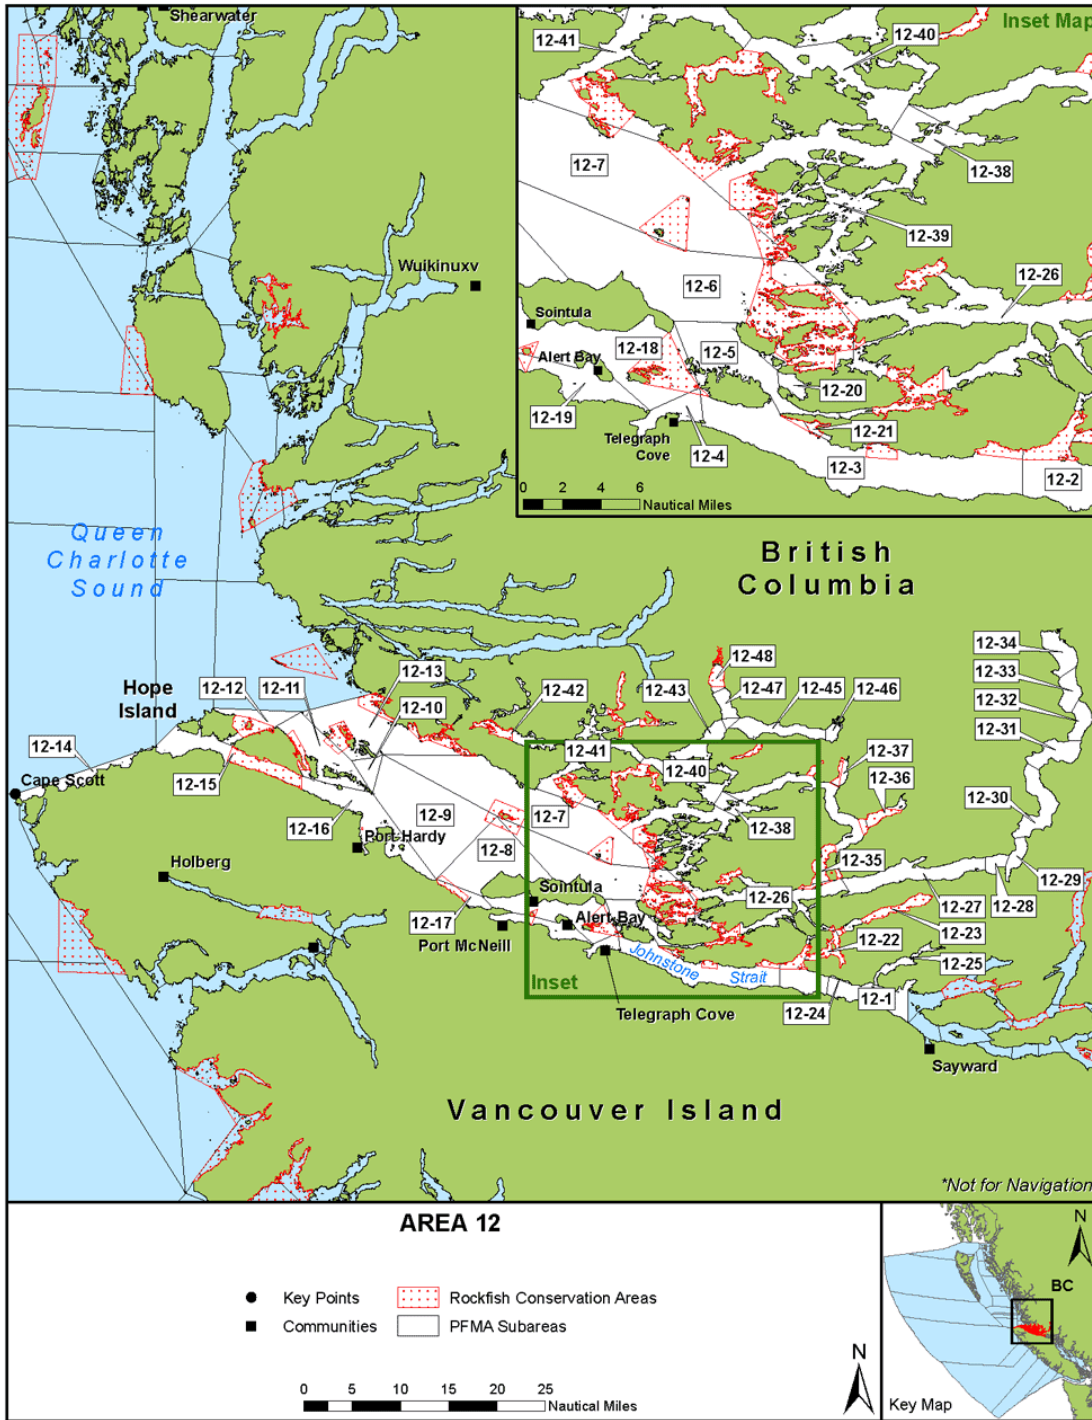 Shearwater
Inset Map
12-41
12-40
12-7
12-38
12-39
Wuikinuxv
12-26
12-6
Sointula
12-18
12-5
Alert Bay
12-20
12-19
12-21
Telegraph
Cove
12-4
12-3
12-2
0 2 4 6
Nautical Miles
Queen
Charlotte
Sound
British
Columbia
12-34
12-48
12-13
12-33
Hope
Island
12-12
12-11
12-42
12-43
12-47
12-45
12-46
12-10
12-32
12-14
12-31
12-41
12-37
Cape Scott
12-15
12-40
12-36
12-30
12-16
12-9
12-7
12-38
Port Hardy
12-8
12-35
Holberg
12-29
Sointula
12-26
12-27
12-28
12-17
Alert Bay
12-23
Port McNeill
12-22
12-25
Johnstone
Strait
Inset
12-1
Telegraph Cove
12-24
Sayward
Vancouver Island
*Not for Navigation
AREA 12
N
BC
Key Points
Rockfish Conservation Areas
Communities
PFMA Subareas
N
0 5 10 15 20 25
Nautical Miles
Key Map